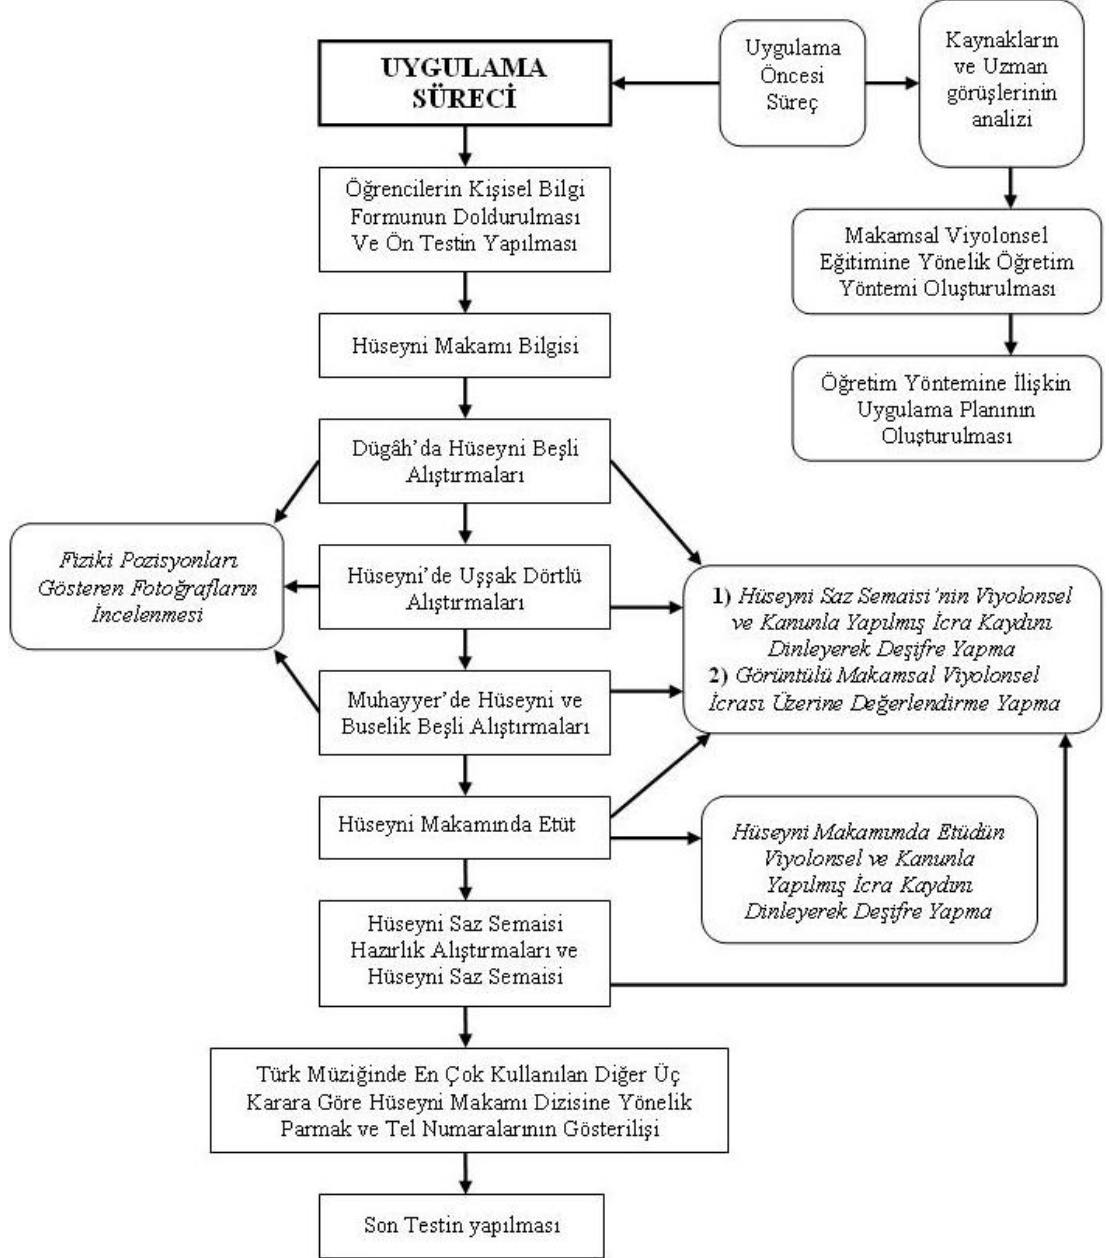 UYGULAMA
SÜRECİ
Uygulama
Öncesi
Süreç
Kaynakların
ve Uzman
görüşlerinin
analizi
Öğrencilerin Kişisel Bilgi
Formunun Doldurulması
Ve Ön Testin Yapılması
Makamsal Viyolonsel
Eğitimine Yönelik Öğretim
Yöntemi Oluşturulması
Hüseyni Makamı Bilgisi
Öğretim Yöntemine İlişkin
Uygulama Planının
Oluşturulması
Dügâh’da Hüseyni Beşli
Alıştırmaları
Fiziki Pozisyonları
Gösteren Fotoğrafların
İncelenmesi
Hüseyni’de Uşşak Dörtlü
Alıştırmaları
1) Hüseyni Saz Semaisi’nin Viyolonsel
ve Kanunla Yapılmış İcra Kaydını
Dinleyerek Deşifre Yapma
2) Görüntülü Makamsal Viyolonsel
İcrası Üzerine Değerlendirme Yapma
Muhayyer’de Hüseyni ve
Buselik Beşli Alıştırmaları
Hüseyni Makamında Etüt
Hüseyni Makamımda Etüdün
Viyolonsel ve Kanunla
Yapılmış İcra Kaydını
Dinleyerek Deşifre Yapma
Hüseyni Saz Semaisi
Hazırlık Alıştırmaları ve
Hüseyni Saz Semaisi
Türk Müziğinde En Çok Kullanılan Diğer Üç
Karara Göre Hüseyni Makamı Dizisine Yönelik
Parmak ve Tel Numaralarının Gösterilişi
Son Testin yapılması